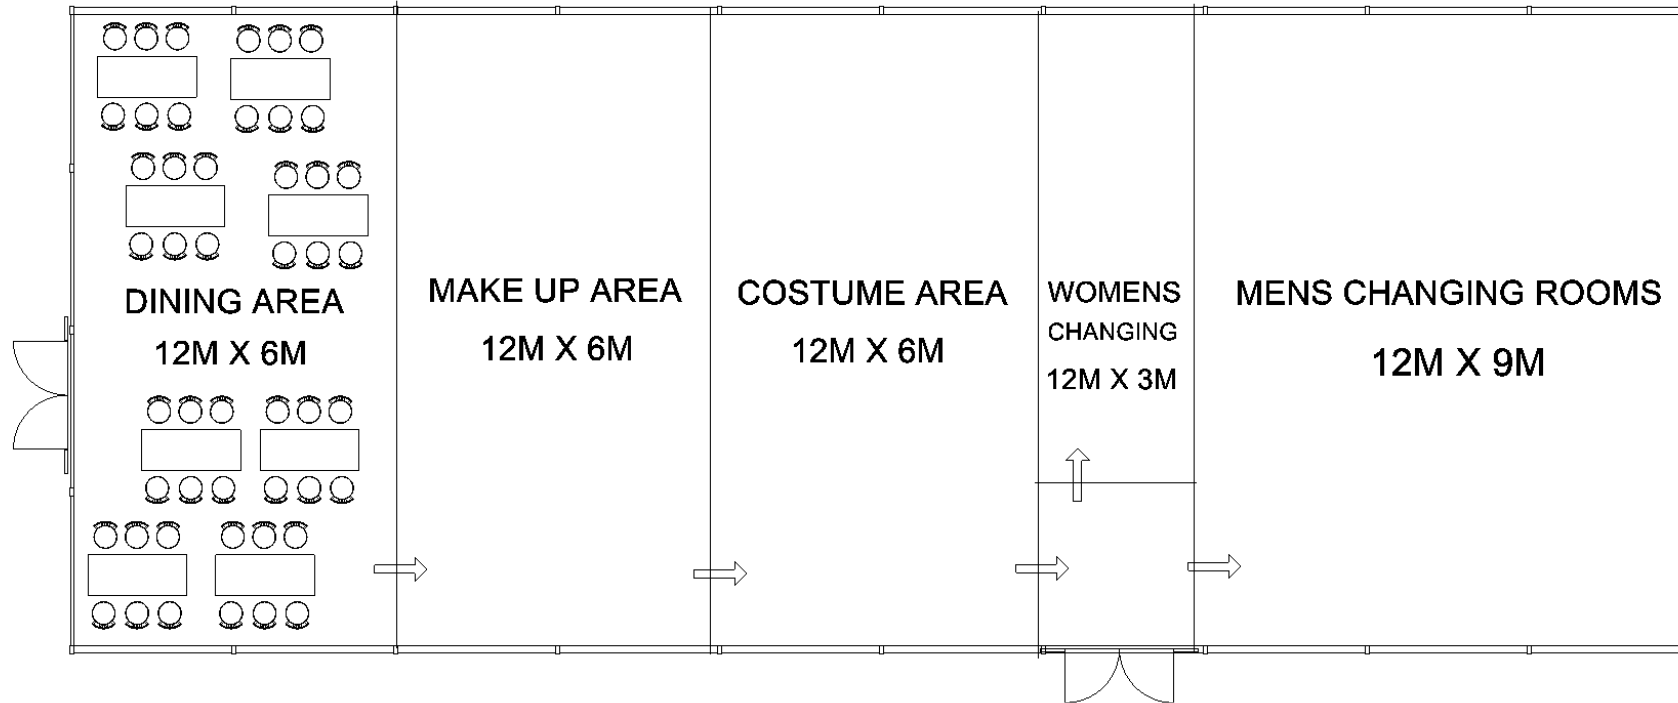 DINING AREA
12M X 6M
MAKE UP AREA
12M X 6M
COSTUME AREA
12M X 6M
WOMENS
CHANGING
12M X 3M
MENS CHANGING ROOMS
12M X 9M